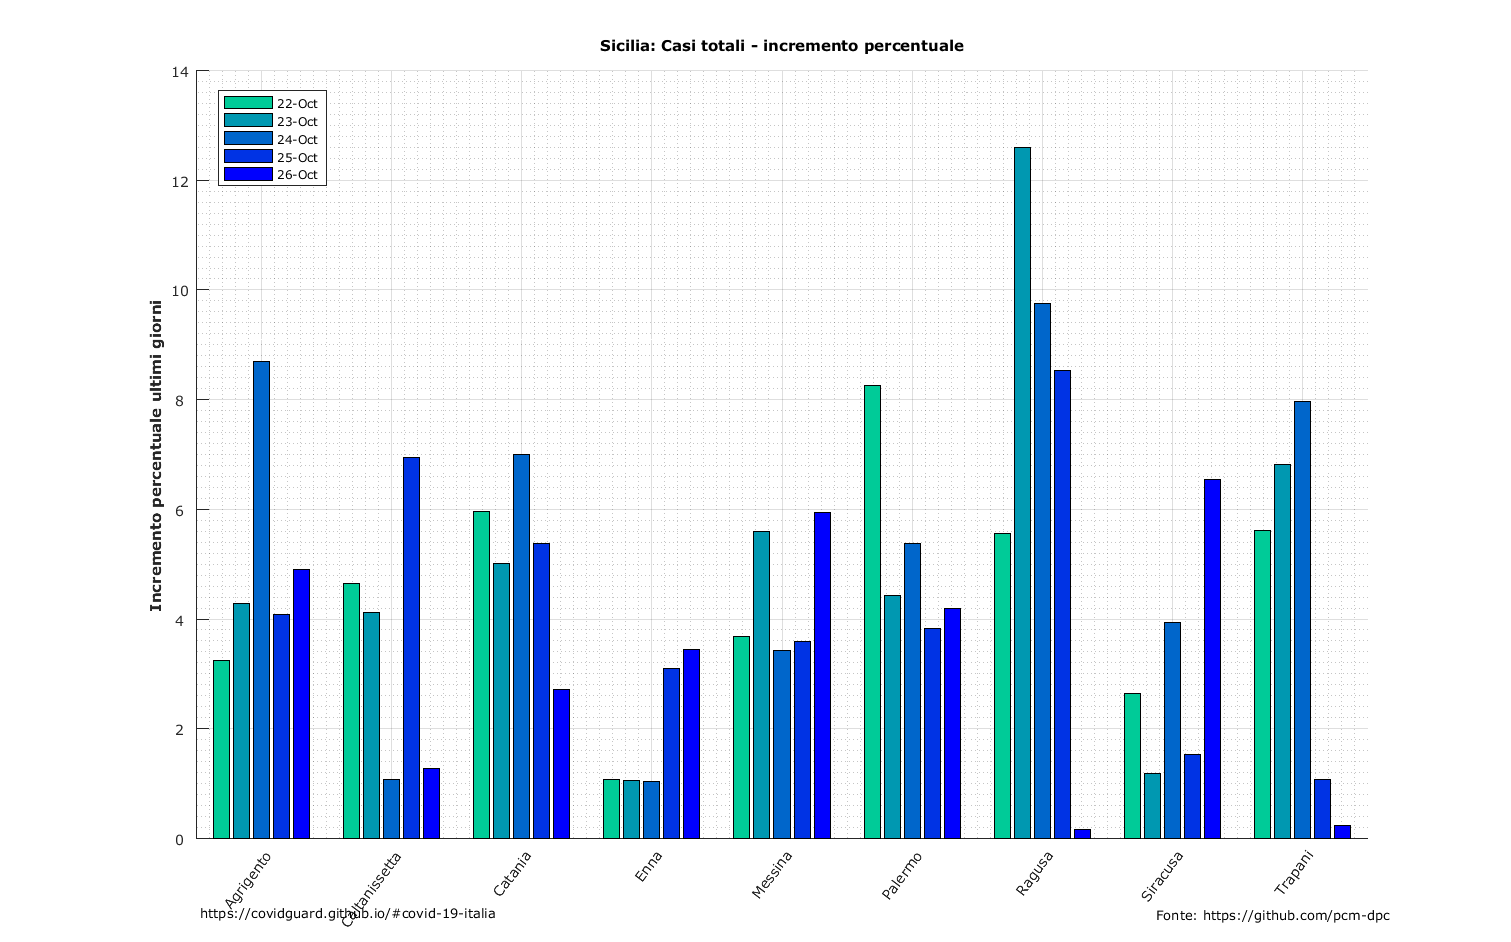 Sicilia: Casi totali - incremento percentuale
14
12
10
8
6
4
2
0
Incremento percentuale ultimi giorni
22-Oct
23-Oct
24-Oct
25-Oct
26-Oct
Agrigento
Caltanissetta
Catania
Enna
Messina
Palermo
Ragusa
Siracusa
Trapani
https://covidguard.github.io/#covid-19-italia
Fonte: https://github.com/pcm-dpc